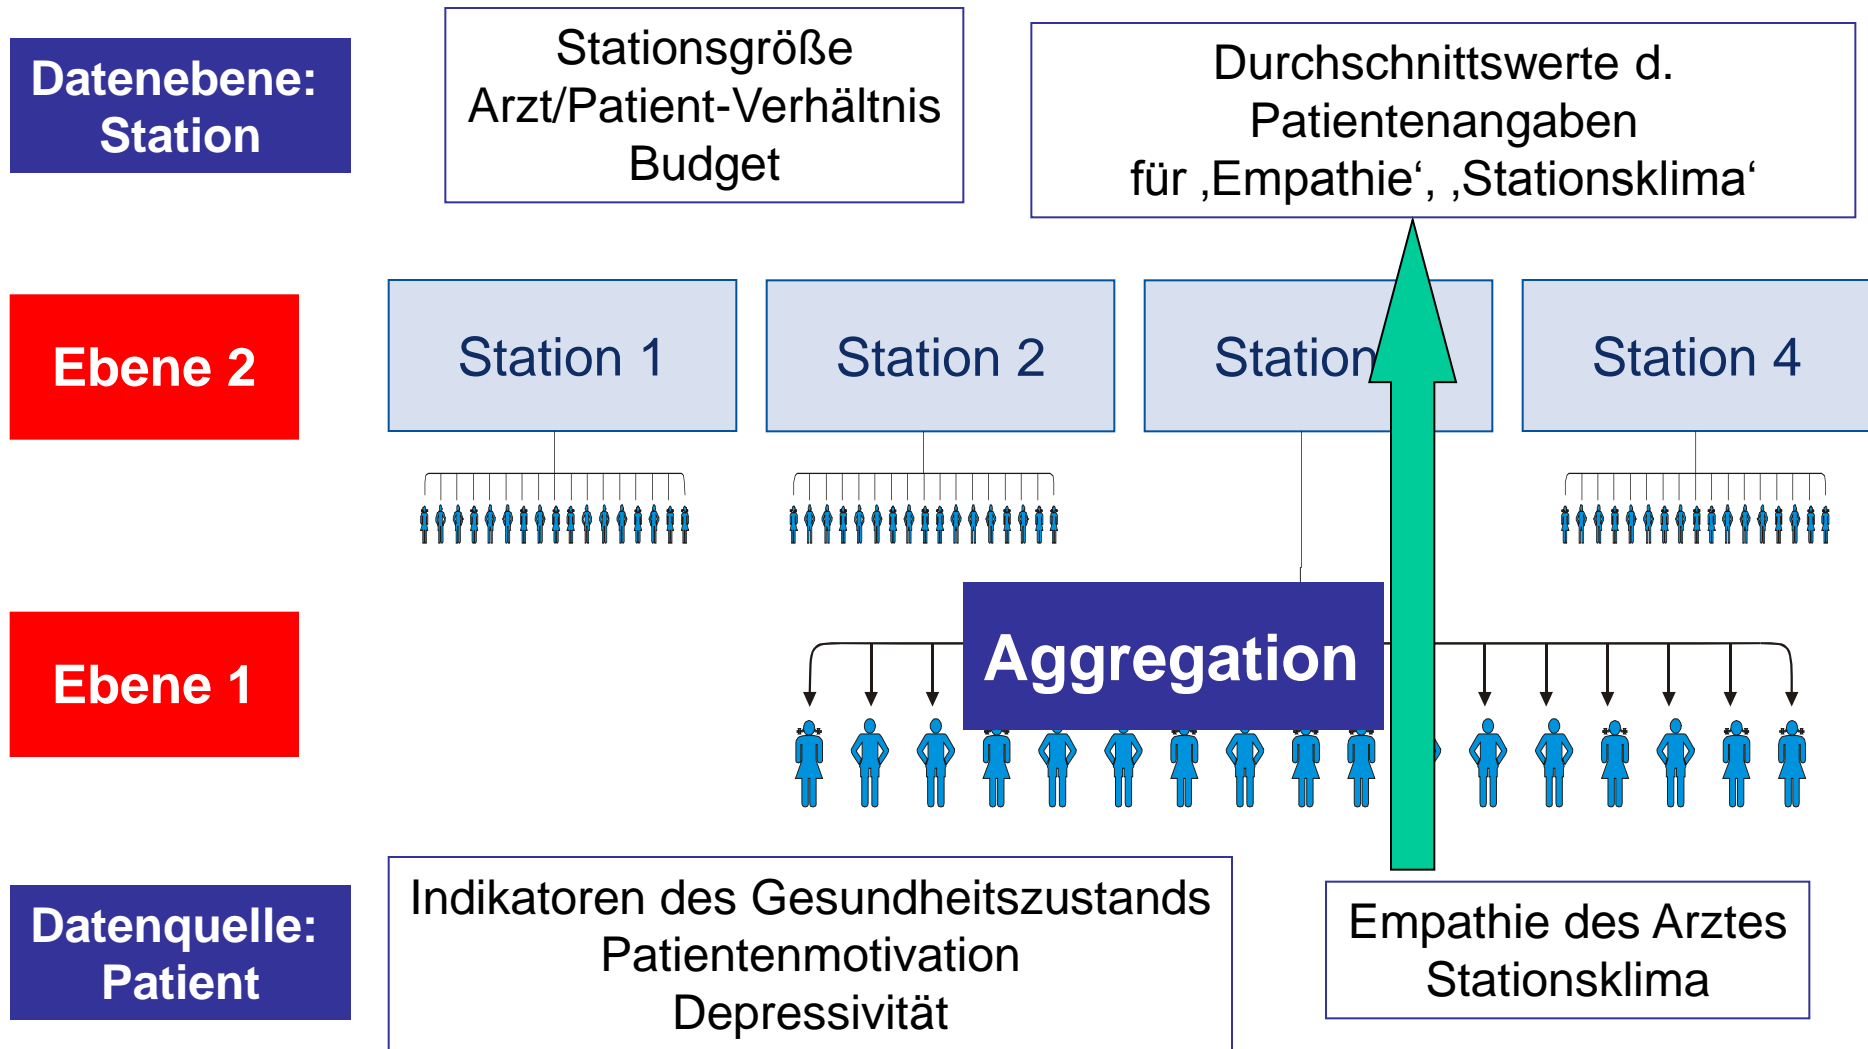 Datenebene:
Station
Stationsgröße
Arzt/Patient-Verhältnis
Budget
Durchschnittswerte d.
Patientenangaben
für ‚Empathie‘, ‚Stationsklima‘
Ebene 2
Station 1
Station 2
Station
Station 4
Ebene 1
Aggregation
Datenquelle:
Patient
Indikatoren des Gesundheitszustands
Patientenmotivation
Depressivität
Empathie des Arztes
Stationsklima